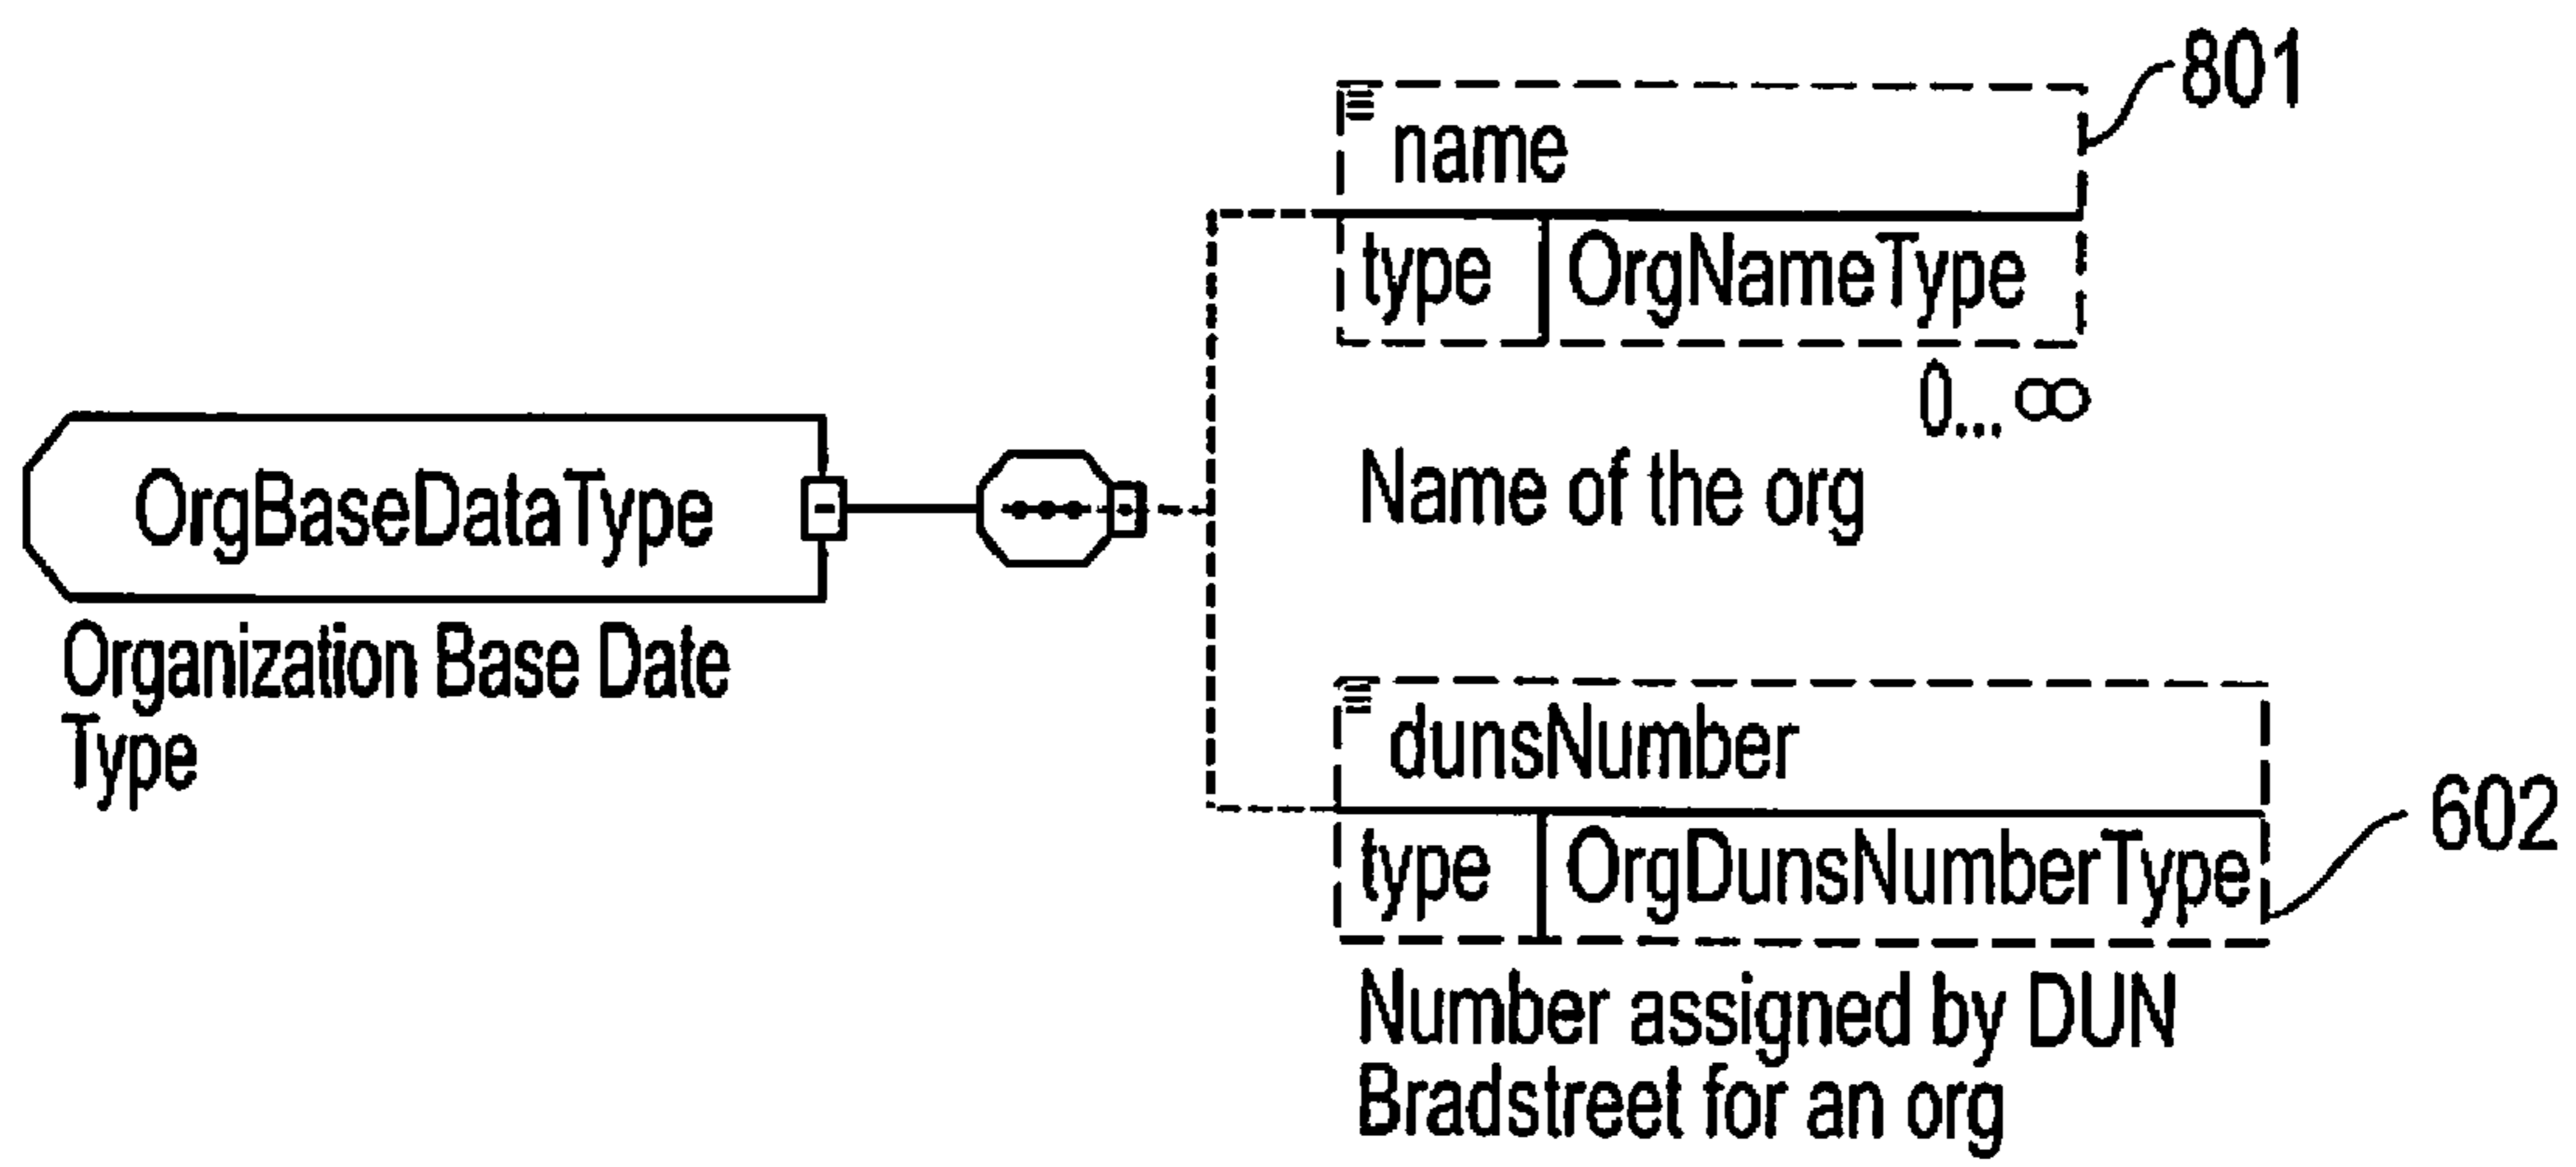 801
name
type OrgNameType
0...∞
Name of the org
OrgBaseDataType
Organization Base Date
Type
dunsNumber
602
type OrgDunsNumberType
Number assigned by DUN
Bradstreet for an org